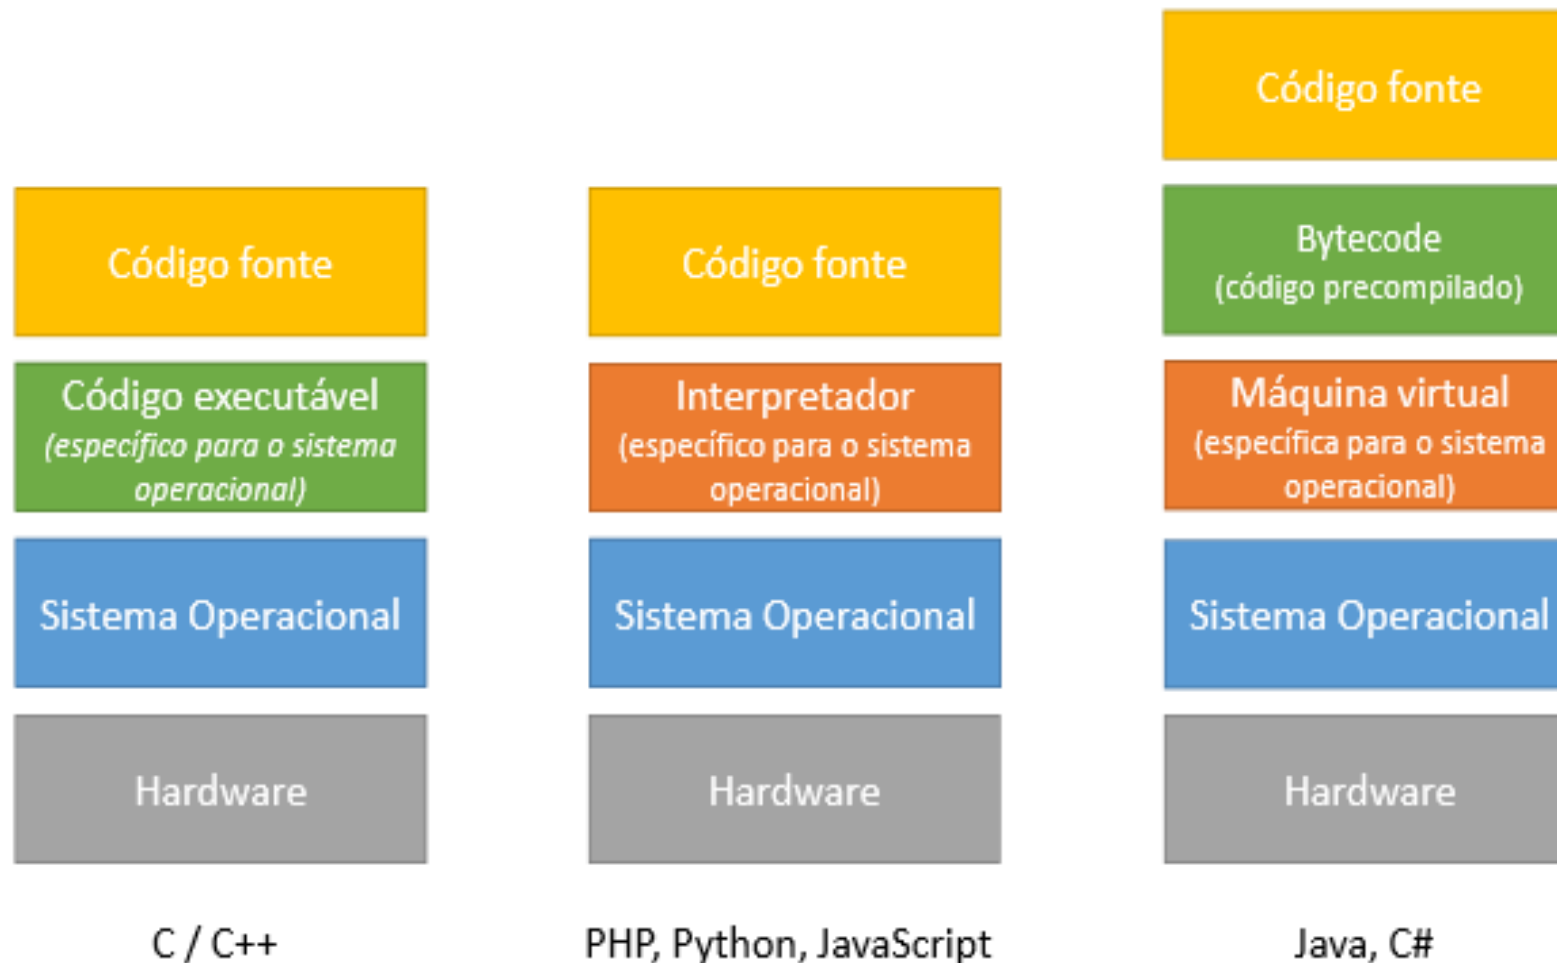 Código fonte
Código executável
(específico para o sistema
operacional)
Sistema Operacional
Hardware
C / C++
Código fonte
Interpretador
(específico para o sistema
operacional)
Sistema Operacional
Hardware
PHP, Python, JavaScript
Código fonte
Bytecode
(código precompilado)
Máquina virtual
(específica para o sistema
operacional)
Sistema Operacional
Hardware
Java, C#